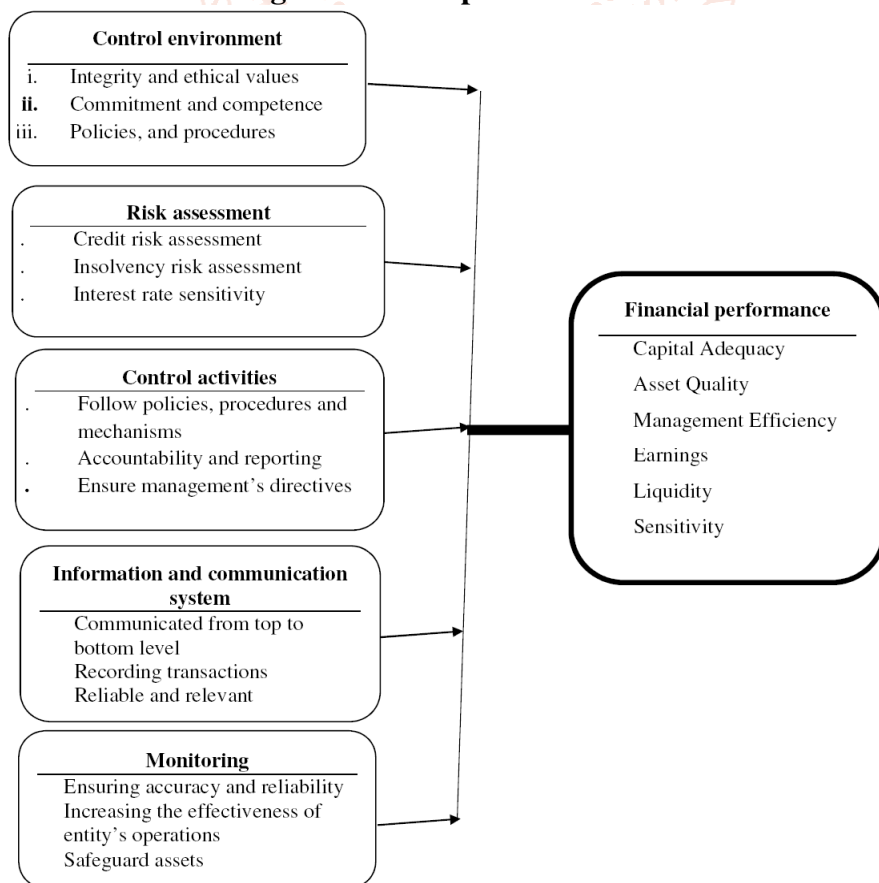 Control environment
i. Integrity and ethical values
ii. Commitment and competence
iii. Policies, and procedures
Risk assessment
. Credit risk assessment
. Insolvency risk assessment
. Interest rate sensitivity
Control activities
. Follow policies, procedures and
mechanisms
. Accountability and reporting
. Ensure management’s directives
Information and communication
system
Communicated from top to
bottom level
Recording transactions
Reliable and relevant
Monitoring
Ensuring accuracy and reliability
Increasing the effectiveness of
entity’s operations
Safeguard assets
Financial performance
Capital Adequacy
Asset Quality
Management Efficiency
Earnings
Liquidity
Sensitivity